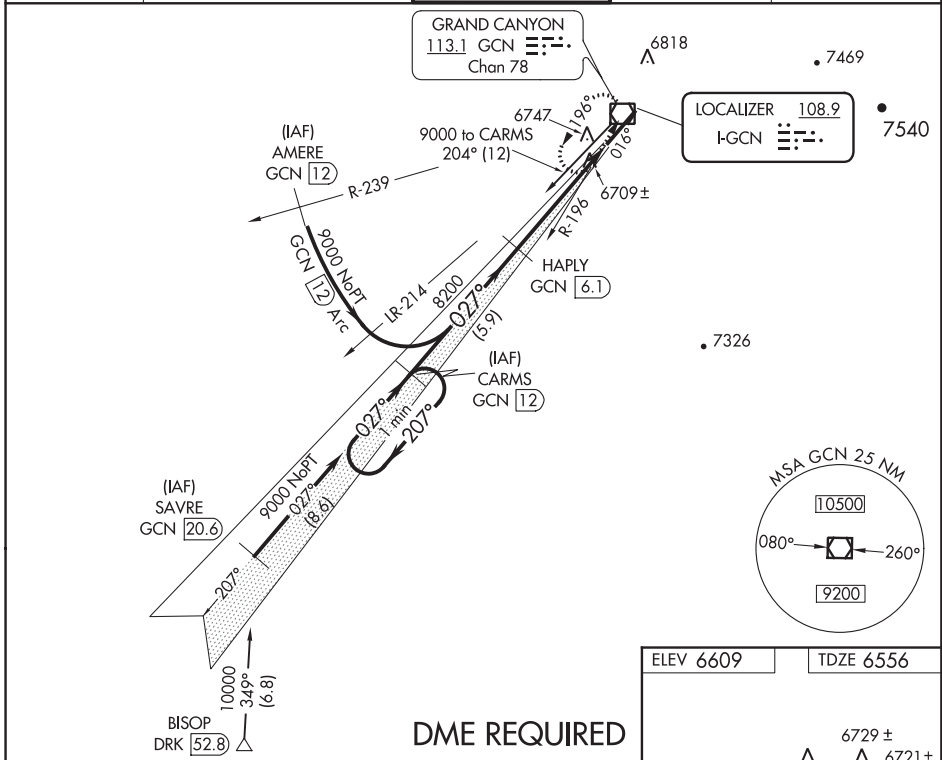 GRAND CANYON
113.1 GCN
Chan 78
6818
7469
7540
LOCALIZER 108.9
I-GCN
6747
196°
016°
9000 to CARMS
204° (12)
(IAF)
AMERE
GCN 12
R-239
6709±
R-196
9000 NoPT
GCN 12 Arc
LR-214
8200
027°
(5.9)
HAPLY
GCN 6.1
7326
(IAF)
CARMS
GCN 12
027°
1 min
207°
9000 NoPT
027°
(8.6)
(IAF)
SAVRE
GCN 20.6
207°
MSA GCN 25 NM
10500
080°
260°
9200
10000
349°
(6.8)
BISOP
DRK 52.8
DME REQUIRED
ELEV 6609
TDZE 6556
6729 ±
6721±